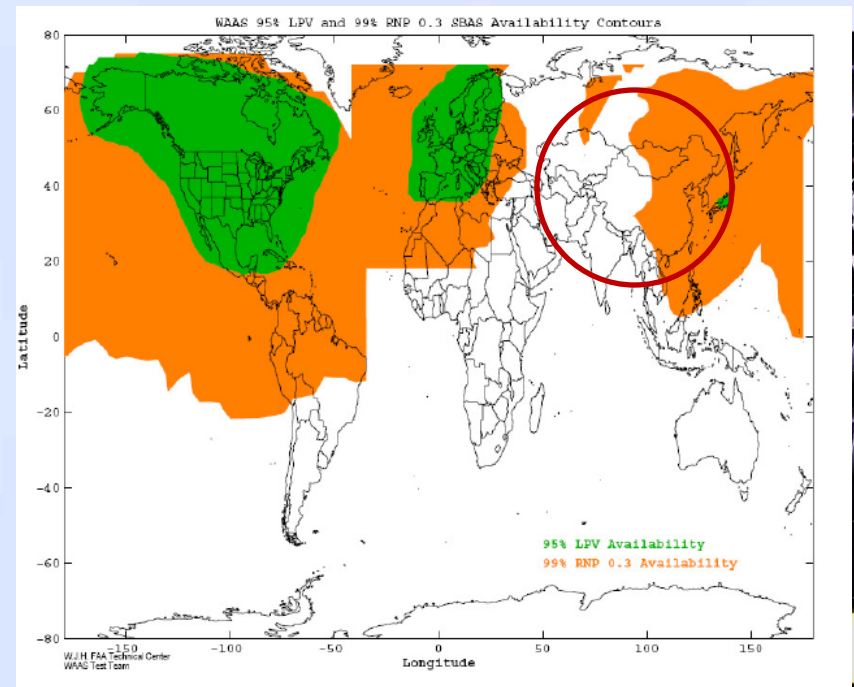 WAAS 95% LPV and 99% RNP 0.3 SBAS Availability Contours
80
60
40
20
0
-20
-40
-60
-80
Latitude
95% LPV Availability
99% RNP 0.3 Availability
-150 -100 -50 0 50 100 150
Longitude
W.J.H. FAA Technical Center
WAAS Test Team